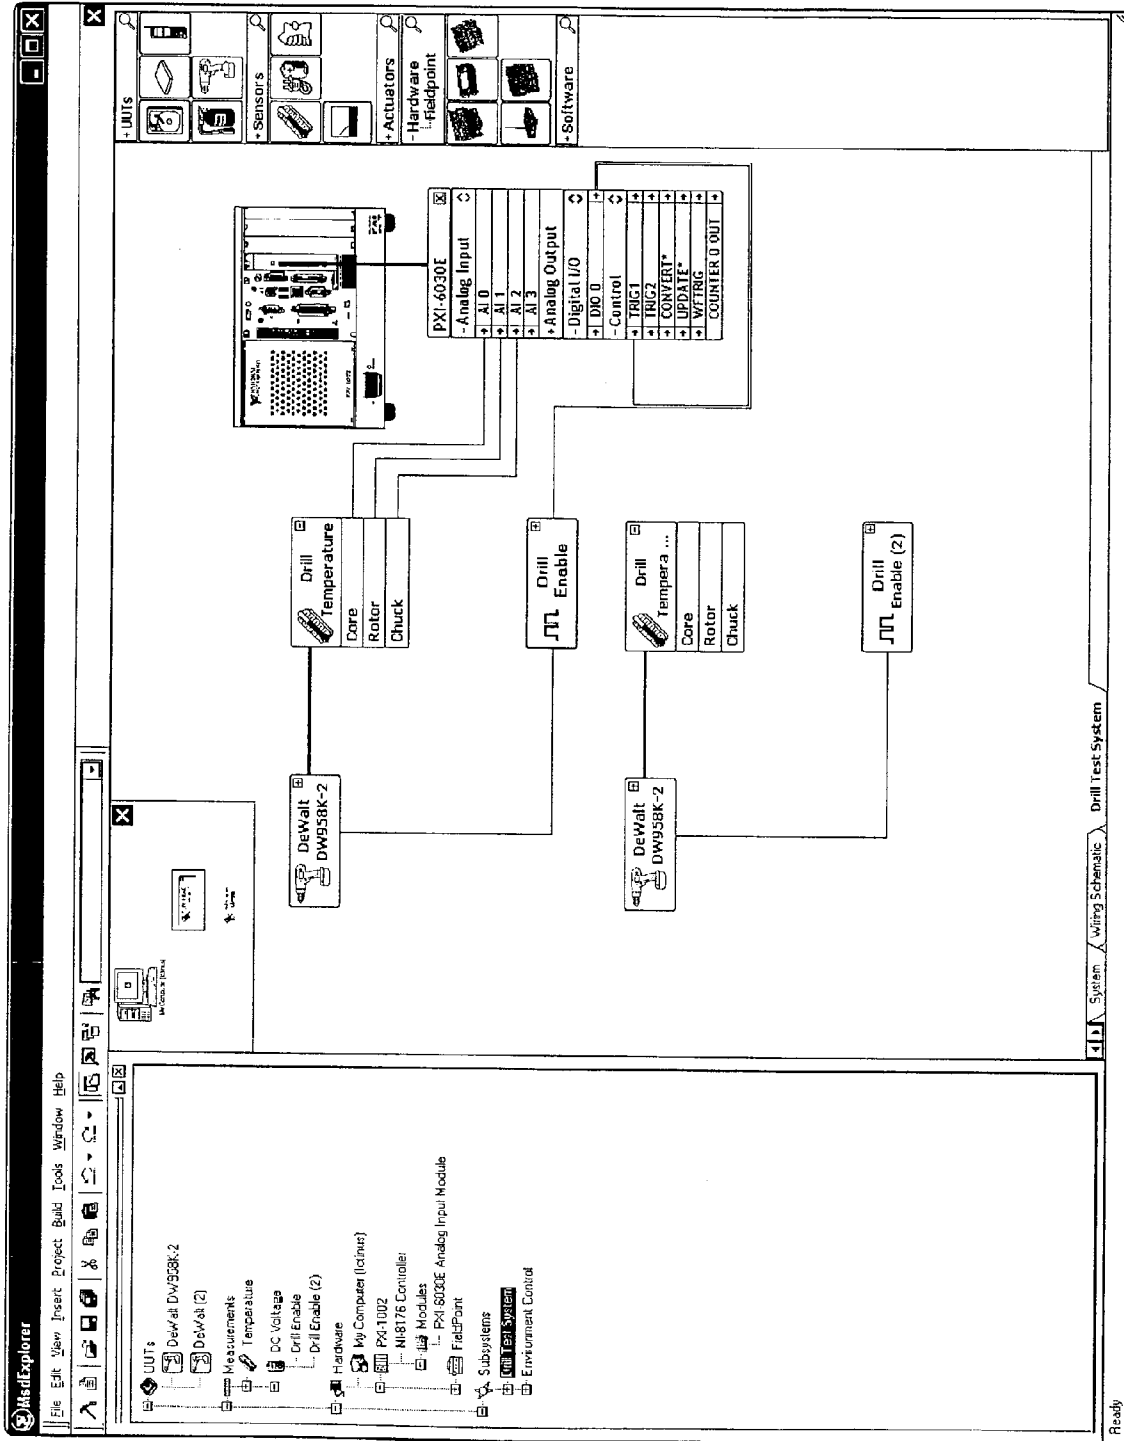 MsdExplorer
File Edit View Insert Project Build Tools Window Help
UUTs
DeWalt DW958K-2
DeWalt (2)
Measurements
Temperature
DC Voltage
Drill Enable
Drill Enable (2)
Hardware
My Computer (Ictinus)
PXI-1002
NI-8176 Controller
Modules
PXI-6030E Analog Input Module
FieldPoint
Subsystems
Drill Test System
Environment Control
DeWalt
DW958K-2
Drill
Temperature
Core
Rotor
Chuck
Drill
Enable
DeWalt
DW958K-2
Drill
Tempera ...
Core
Rotor
Chuck
Drill
Enable (2)
PXI-6030E
- Analog Input
AI 0
AI 1
AI 2
AI 3
+ Analog Output
- Digital I/O
DIO 0
- Control
TRIG1
TRIG2
CONVERT*
UPDATE*
WFTRIG
COUNTER 0 OUT
+ UUTs
+ Sensors
+ Actuators
- Hardware
Fieldpoint
+ Software
System
Wiring Schematic
Drill Test System
Ready